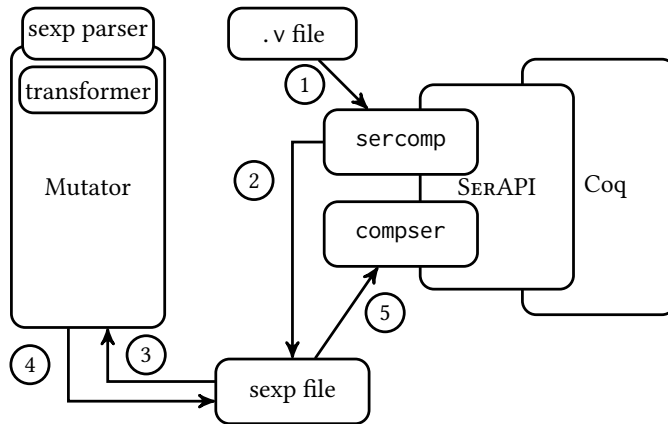 sexp parser
.v file
transformer
1
sercomp
2
Mutator
SERAPI
Coq
compser
5
4
3
sexp file